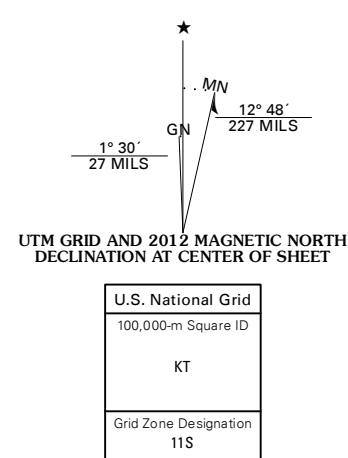 ★
MN
GN
12° 48´
227 MILS
1° 30´
27 MILS
UTM GRID AND 2012 MAGNETIC NORTH
DECLINATION AT CENTER OF SHEET
U.S. National Grid
100,000-m Square ID
KT
Grid Zone Designation
11S